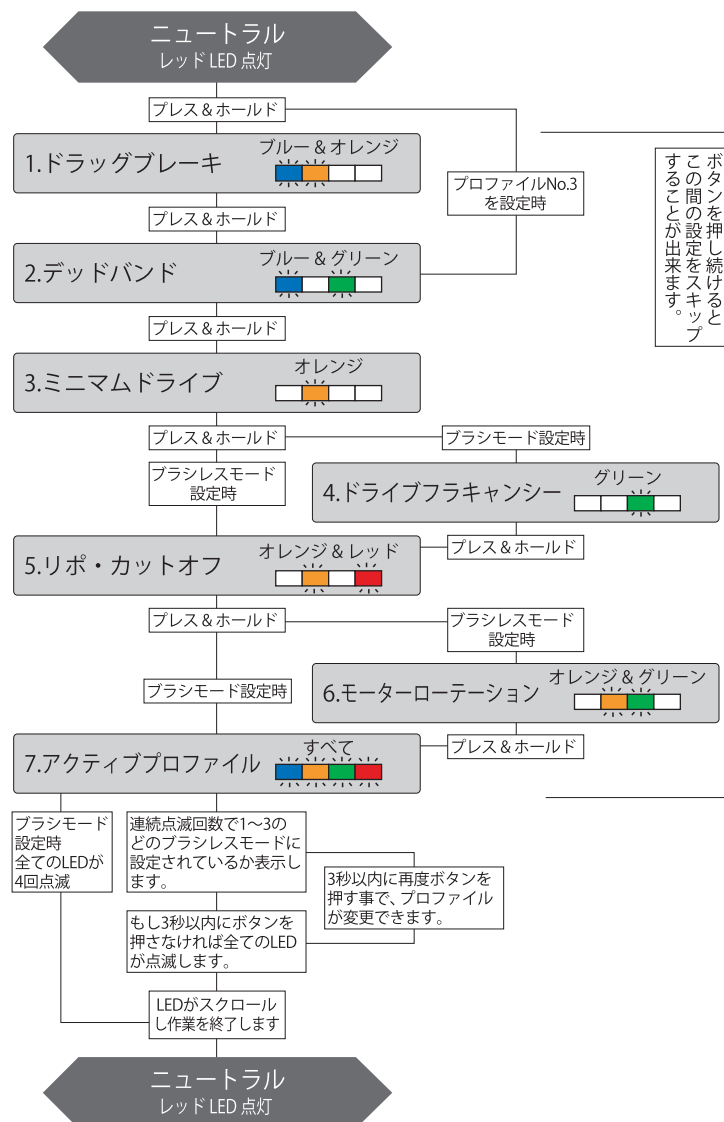 ニュートラル
レッド LED 点灯
プレス & ホールド
1.ドラッグブレーキ
ブルー & オレンジ
プロファイルNo.3
を設定時
ボタンを押し続けると
この間の設定をスキップ
することが出来ます。
プレス & ホールド
2.デッドバンド
ブルー & グリーン
プレス & ホールド
3.ミニマムドライブ
オレンジ
プレス & ホールド
ブラシモード設定時
ブラシレスモード
設定時
4.ドライブフラキャンシー
グリーン
プレス & ホールド
5.リポ・カットオフ
オレンジ & レッド
プレス & ホールド
ブラシレスモード
設定時
ブラシモード設定時
6.モーターローテーション
オレンジ & グリーン
プレス & ホールド
7.アクティブプロファイル
すべて
ブラシモード
設定時
全てのLEDが
4回点滅
連続点滅回数で1〜3の
どのブラシレスモードに
設定されているか表示し
ます。
3秒以内に再度ボタンを
押す事で、プロファイル
が変更できます。
もし3秒以内にボタンを
押さなければ全てのLED
が点滅します。
LEDがスクロール
し作業を終了します
ニュートラル
レッド LED 点灯